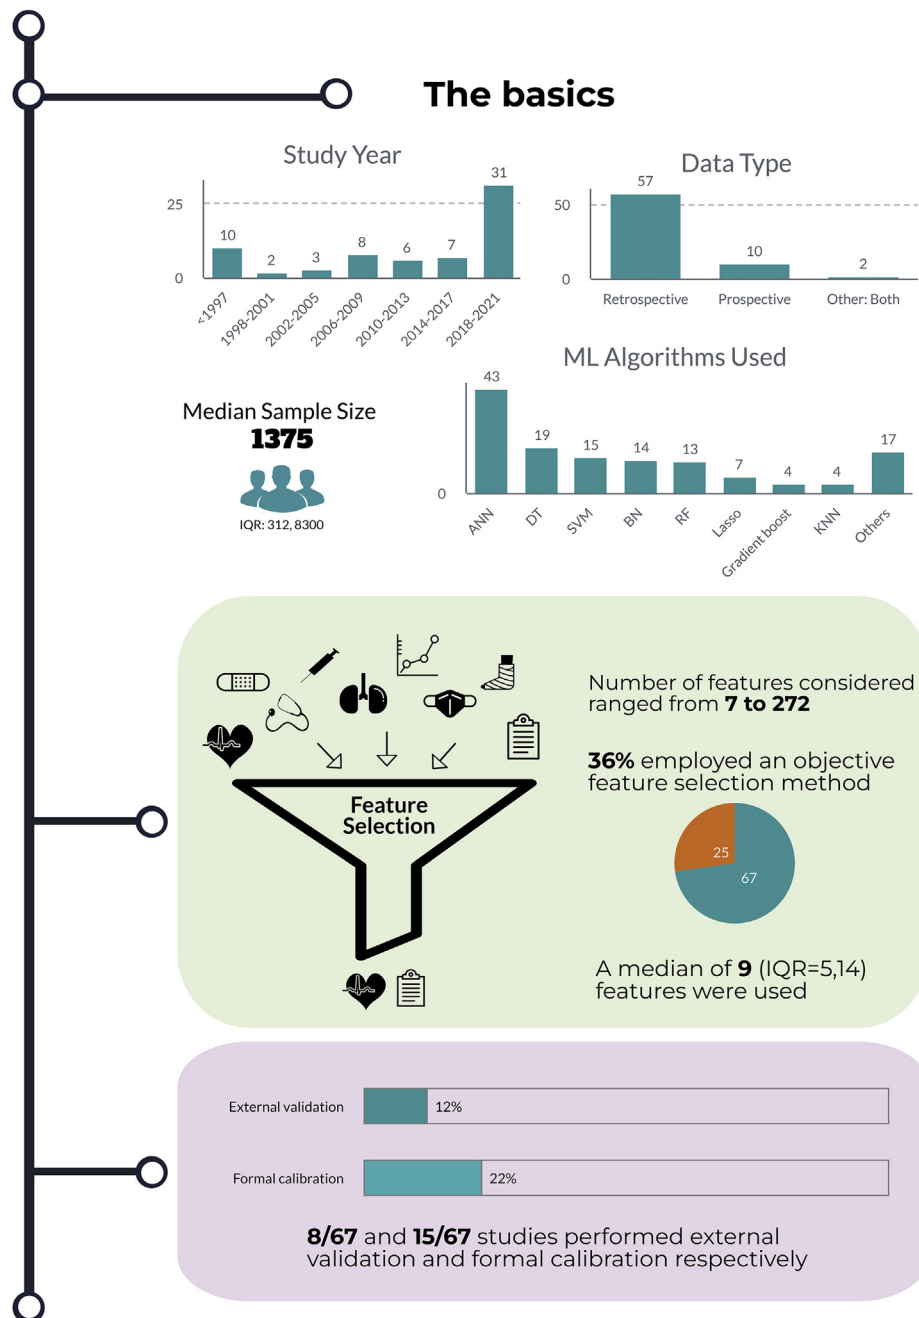 The basics
Study Year
25
0
10
2
3
8
6
7
31
<1997
1998-2001
2002-2005
2006-2009
2010-2013
2014-2017
2018-2021
Data Type
50
0
57
10
2
Retrospective
Prospective
Other: Both
Median Sample Size
1375
IQR: 312, 8300
ML Algorithms Used
0
43
19
15
14
13
7
4
4
17
ANN
DT
SVM
BN
RF
Lasso
Gradient boost
KNN
Others
Feature
Selection
Number of features considered
ranged from 7 to 272
36% employed an objective
feature selection method
25
67
A median of 9 (IQR=5,14)
features were used
External validation
12%
Formal calibration
22%
8/67 and 15/67 studies performed external
validation and formal calibration respectively